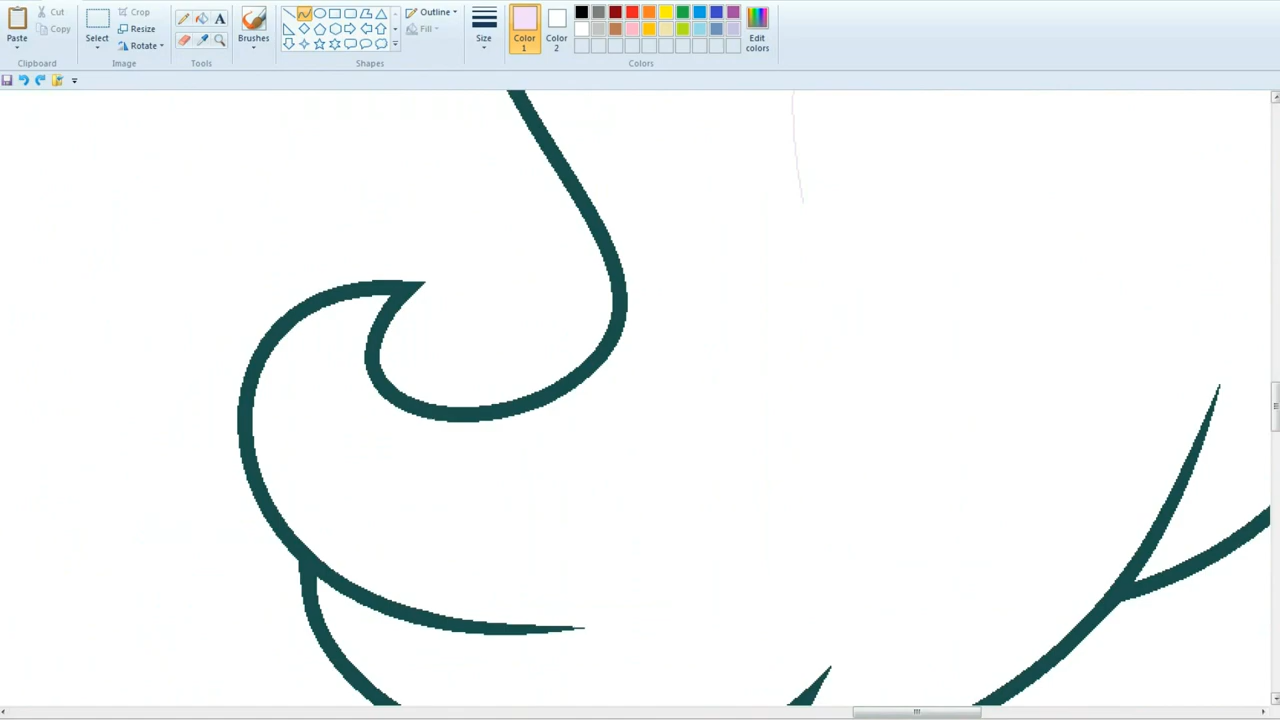 Paste
Cut
Copy
Clipboard
Select
Crop
Resize
Rotate
Image
A
Tools
Brushes
Shapes
Outline
Fill
Size
Color
1
Color
2
Colors
Edit
colors